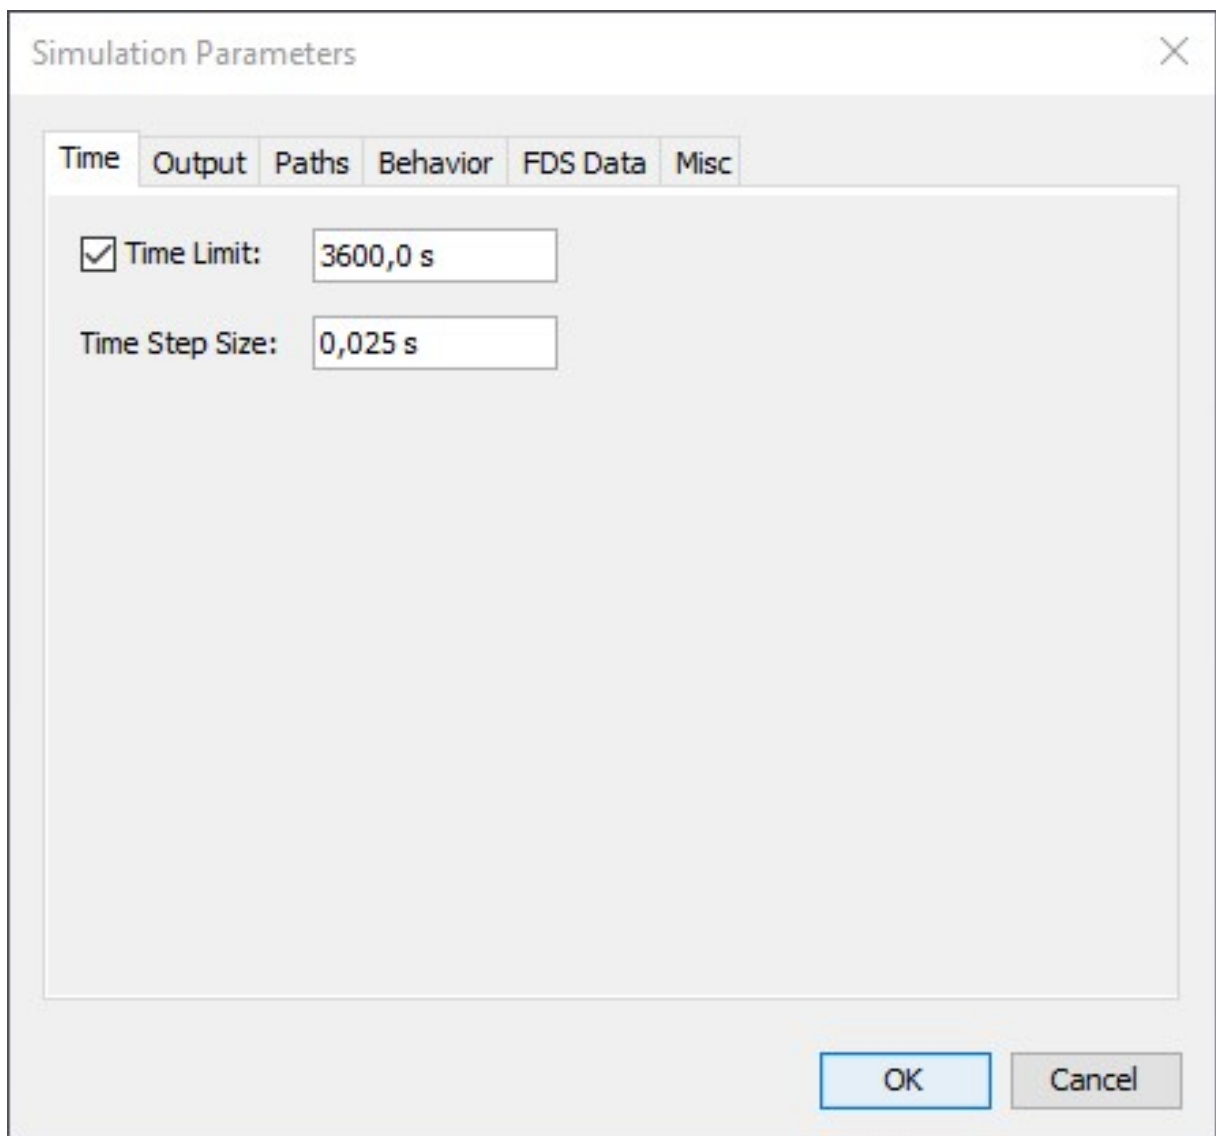 Simulation Parameters
Time Output Paths Behavior FDS Data Misc
Time Limit: 3600,0 s
Time Step Size: 0,025 s
OK Cancel